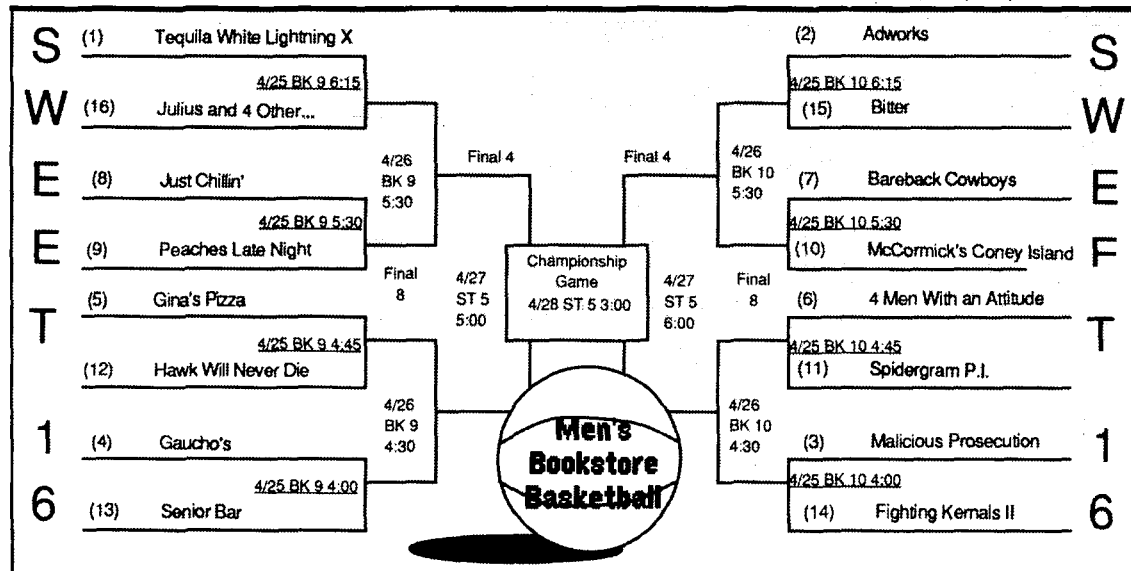 SWEET 16
(1) Tequila White Lightning X
4/25 BK 9 6:15
(16) Julius and 4 Other...
(8) Just Chillin'
4/25 BK 9 5:30
(9) Peaches Late Night
(5) Gina's Pizza
4/25 BK 9 4:45
(12) Hawk Will Never Die
(4) Gaucho's
4/25 BK 9 4:00
(13) Senior Bar
4/26
BK 9
5:30
Final
8
4/26
BK 9
4:30
Final 4
4/27
ST 5
5:00
Championship
Game
4/28 ST 5 3:00
Men's
Bookstore
Basketball
Final 4
4/27
ST 5
6:00
4/26
BK 10
5:30
Final
8
4/26
BK 10
4:30
(2) Adworks
4/25 BK 10 6:15
(15) Bitter
(7) Bareback Cowboys
4/25 BK 10 5:30
(10) McCormick's Coney Island
(6) 4 Men With an Attitude
4/25 BK 10 4:45
(11) Spidergram P.I.
(3) Malicious Prosecution
4/25 BK 10 4:00
(14) Fighting Kernals II
SWEFT 16